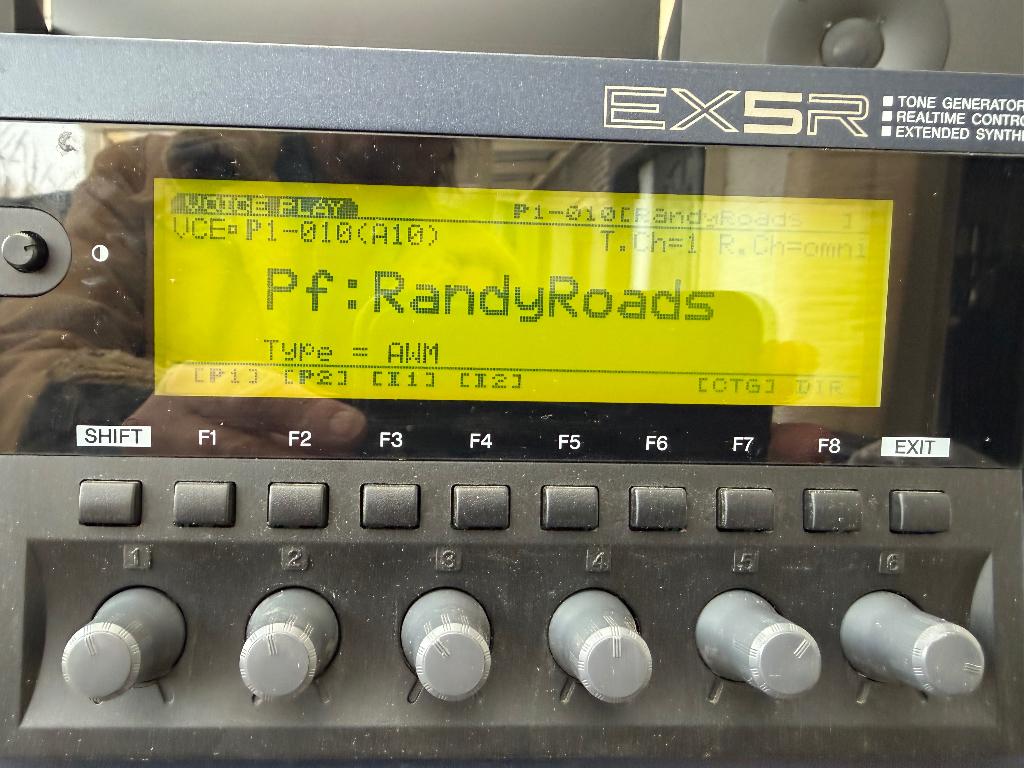 EX5R
■ TONE GENERATOR
■ REALTIME CONTRO
■ EXTENDED SYNTH
VOICE PLAY P1-010[RandyRoads ]
VCE P1-010(A10) T.Ch=1 R.Ch=omni
Pf:RandyRoads
Type = AWM
[P1] [P2] [I1] [I2] [CTG] DIR
SHIFT F1 F2 F3 F4 F5 F6 F7 F8 EXIT
1 2 3 4 5 6